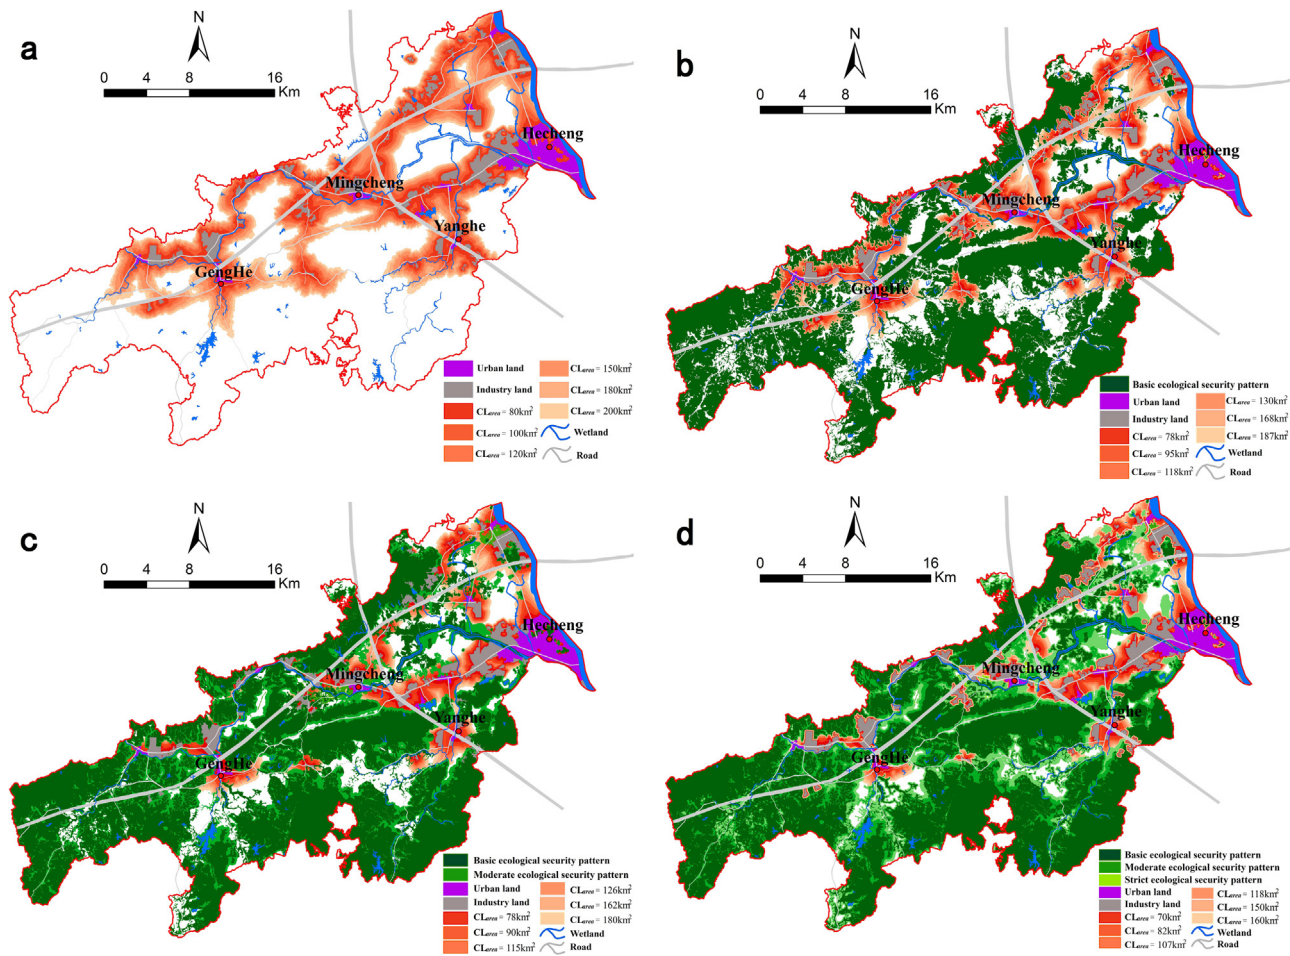 a
N
0 4 8 16
Km
Hecheng
Mingcheng
Yanghe
GengHe
Urban land
Industry land
CLarea = 80km2
CLarea = 100km2
CLarea = 120km2
CLarea = 150km2
CLarea = 180km2
CLarea = 200km2
Wetland
Road
b
N
0 4 8 16
Km
Hecheng
Mingcheng
Yanghe
GengHe
Basic ecological security pattern
Urban land
Industry land
CLarea = 78km2
CLarea = 95km2
CLarea = 118km2
CLarea = 130km2
CLarea = 168km2
CLarea = 187km2
Wetland
Road
c
N
0 4 8 16
Km
Hecheng
Mingcheng
Yanghe
GengHe
Basic ecological security pattern
Moderate ecological security pattern
Urban land
Industry land
CLarea = 78km2
CLarea = 90km2
CLarea = 115km2
CLarea = 126km2
CLarea = 162km2
CLarea = 180km2
Wetland
Road
d
N
0 4 8 16
Km
Hecheng
Mingcheng
Yanghe
GengHe
Basic ecological security pattern
Moderate ecological security pattern
Strict ecological security pattern
Urban land
Industry land
CLarea = 70km2
CLarea = 82km2
CLarea = 107km2
CLarea = 118km2
CLarea = 150km2
CLarea = 160km2
Wetland
Road